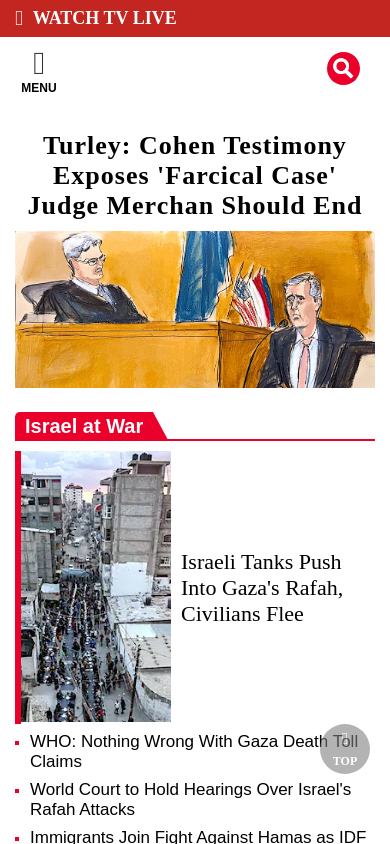 WATCH TV LIVE
MENU
Turley: Cohen Testimony
Exposes 'Farcical Case'
Judge Merchan Should End
Israel at War
Israeli Tanks Push
Into Gaza's Rafah,
Civilians Flee
WHO: Nothing Wrong With Gaza Death Toll
Claims
TOP
World Court to Hold Hearings Over Israel's
Rafah Attacks
Immigrants Join Fight Against Hamas as IDF